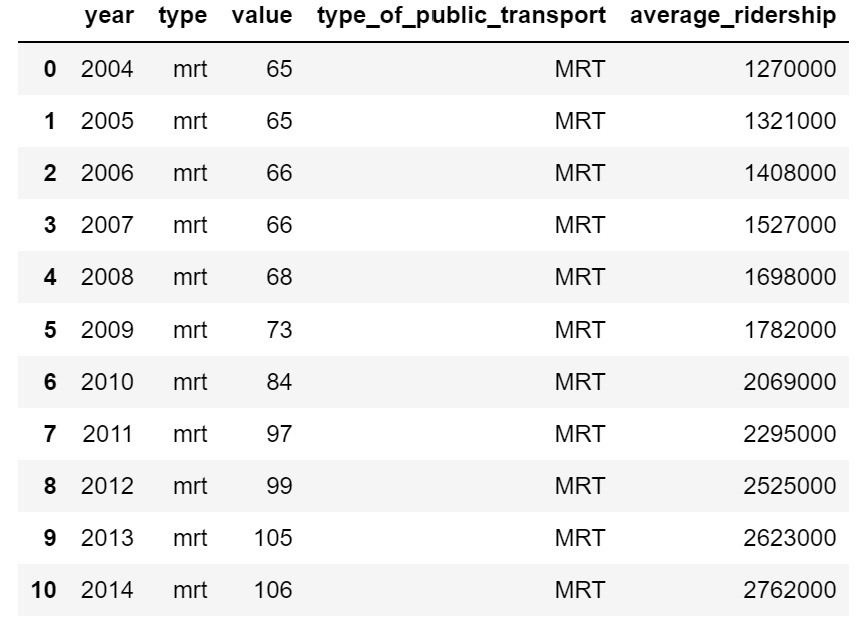 year type value type_of_public_transport average_ridership
0 2004 mrt 65 MRT 1270000
1 2005 mrt 65 MRT 1321000
2 2006 mrt 66 MRT 1408000
3 2007 mrt 66 MRT 1527000
4 2008 mrt 68 MRT 1698000
5 2009 mrt 73 MRT 1782000
6 2010 mrt 84 MRT 2069000
7 2011 mrt 97 MRT 2295000
8 2012 mrt 99 MRT 2525000
9 2013 mrt 105 MRT 2623000
10 2014 mrt 106 MRT 2762000